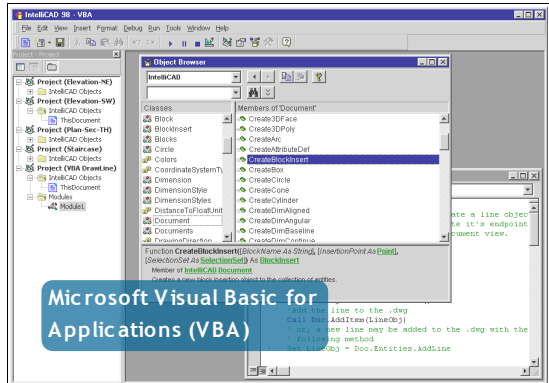 IntelliCAD 98 - VBA
File Edit View Insert Format Debug Run Tools Window Help
Project - Project
Project (Elevation-NE)
IntelliCAD Objects
Project (Elevation-SW)
IntelliCAD Objects
ThisDocument
Project (Plan-Sec-TH)
IntelliCAD Objects
Project (Staircase)
IntelliCAD Objects
Project (VBA DrawLine)
IntelliCAD Objects
ThisDocument
Modules
Module1
Object Browser
IntelliCAD
Classes
Block
BlockInsert
Blocks
Circle
Colors
CoordinateSystemTy
Dimension
DimensionStyle
DimensionStyles
DistanceToFloatUnit
Document
Documents
DrawingDirection
Members of 'Document'
Create3DFace
Create3DPoly
CreateArc
CreateAttributeDef
CreateBlockInsert
CreateBox
CreateCircle
CreateCone
CreateCylinder
CreateDimAligned
CreateDimAngular
CreateDimBaseline
CreateDimContinue
Function CreateBlockInsert([BlockName As String], [InsertionPoint As Point],
[SelectionSet As SelectionSet]) As BlockInsert
Member of IntelliCAD.Document
Creates a new block insertion object to the collection of entities.
ate a line objec
te it's endpoint
cument view.
Microsoft Visual Basic for
Applications (VBA)
'Add the line to the .dwg
Call Doc.AddItem(LineObj)
' or, a new line may be added to the .dwg with the
' following method
Set LineObj = Doc.Entities.AddLine